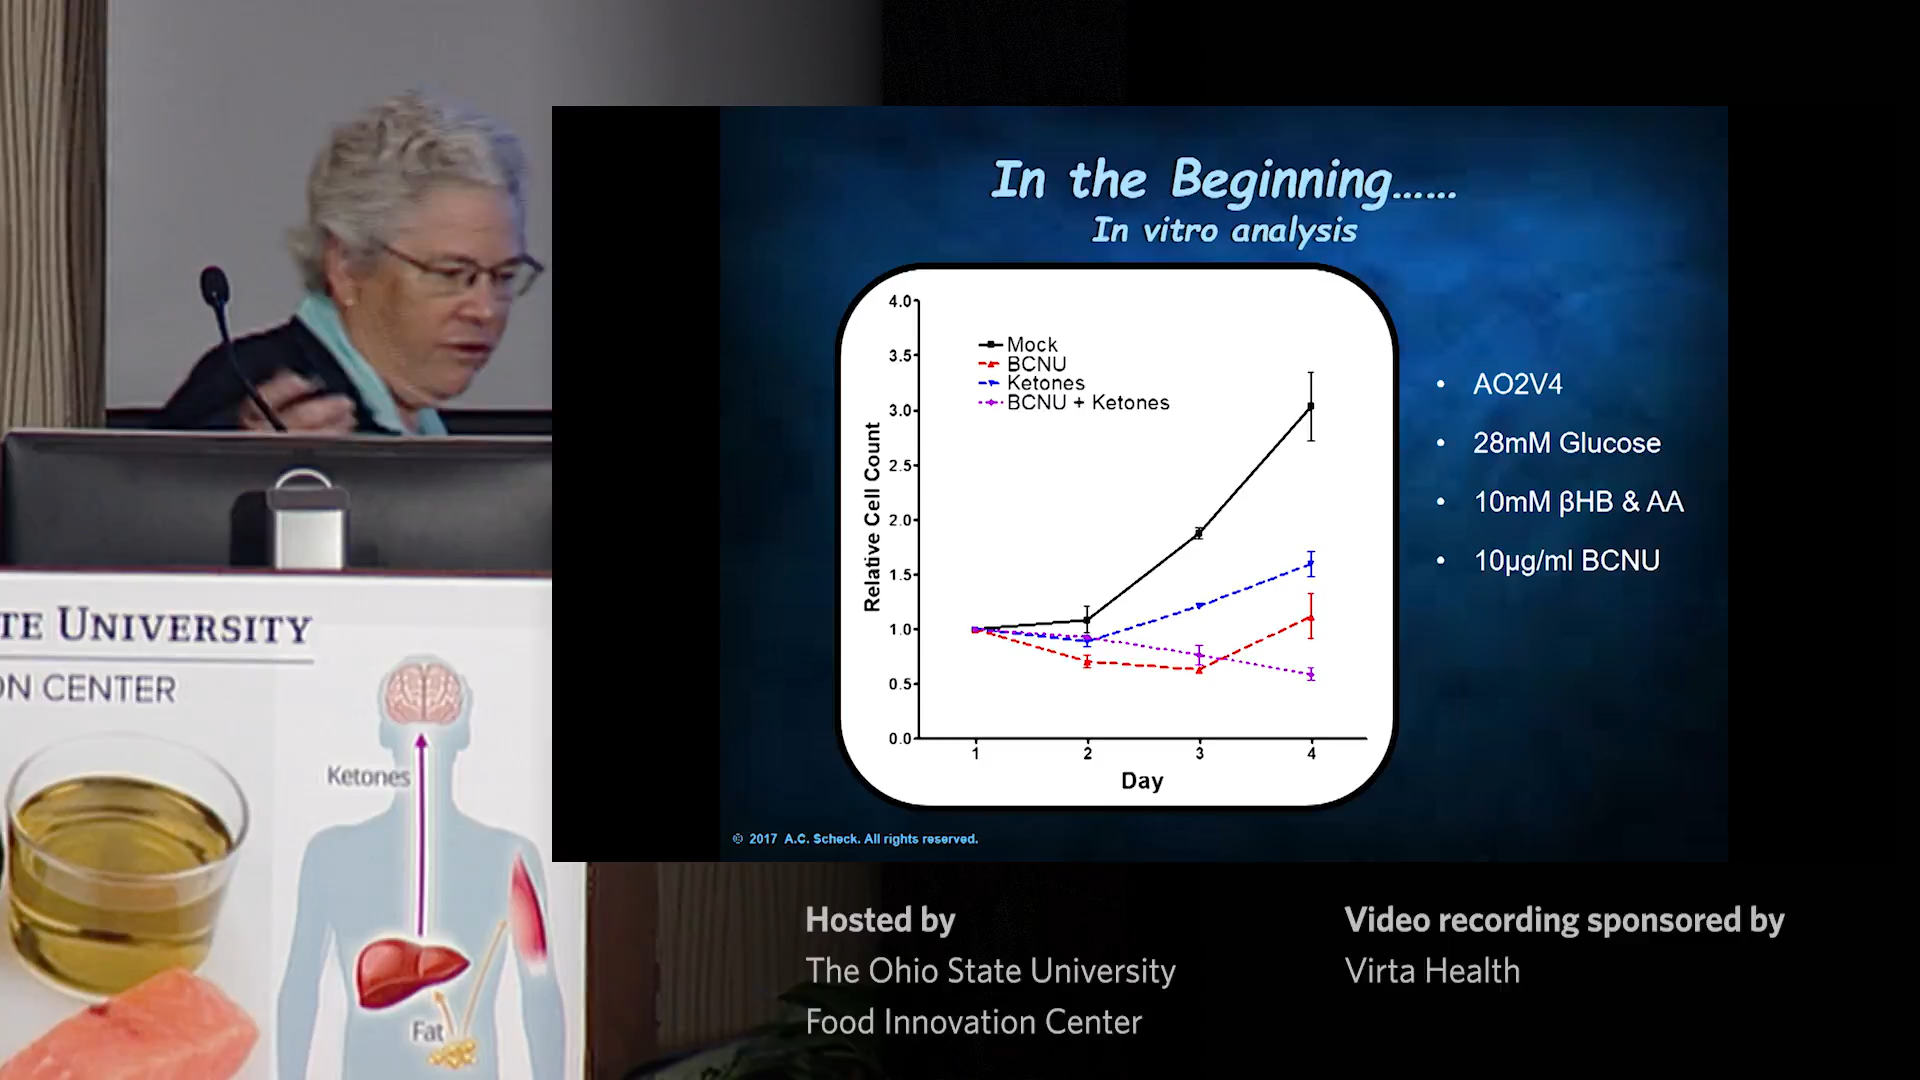 In the Beginning......
In vitro analysis
4.0
3.5
3.0
2.5
2.0
1.5
1.0
0.5
0.0
Relative Cell Count
Mock
BCNU
Ketones
BCNU + Ketones
1 2 3 4
Day
• AO2V4
• 28mM Glucose
• 10mM βHB & AA
• 10µg/ml BCNU
© 2017 A.C. Scheck. All rights reserved.
TE UNIVERSITY
ON CENTER
Ketones
Fat
Hosted by
The Ohio State University
Food Innovation Center
Video recording sponsored by
Virta Health